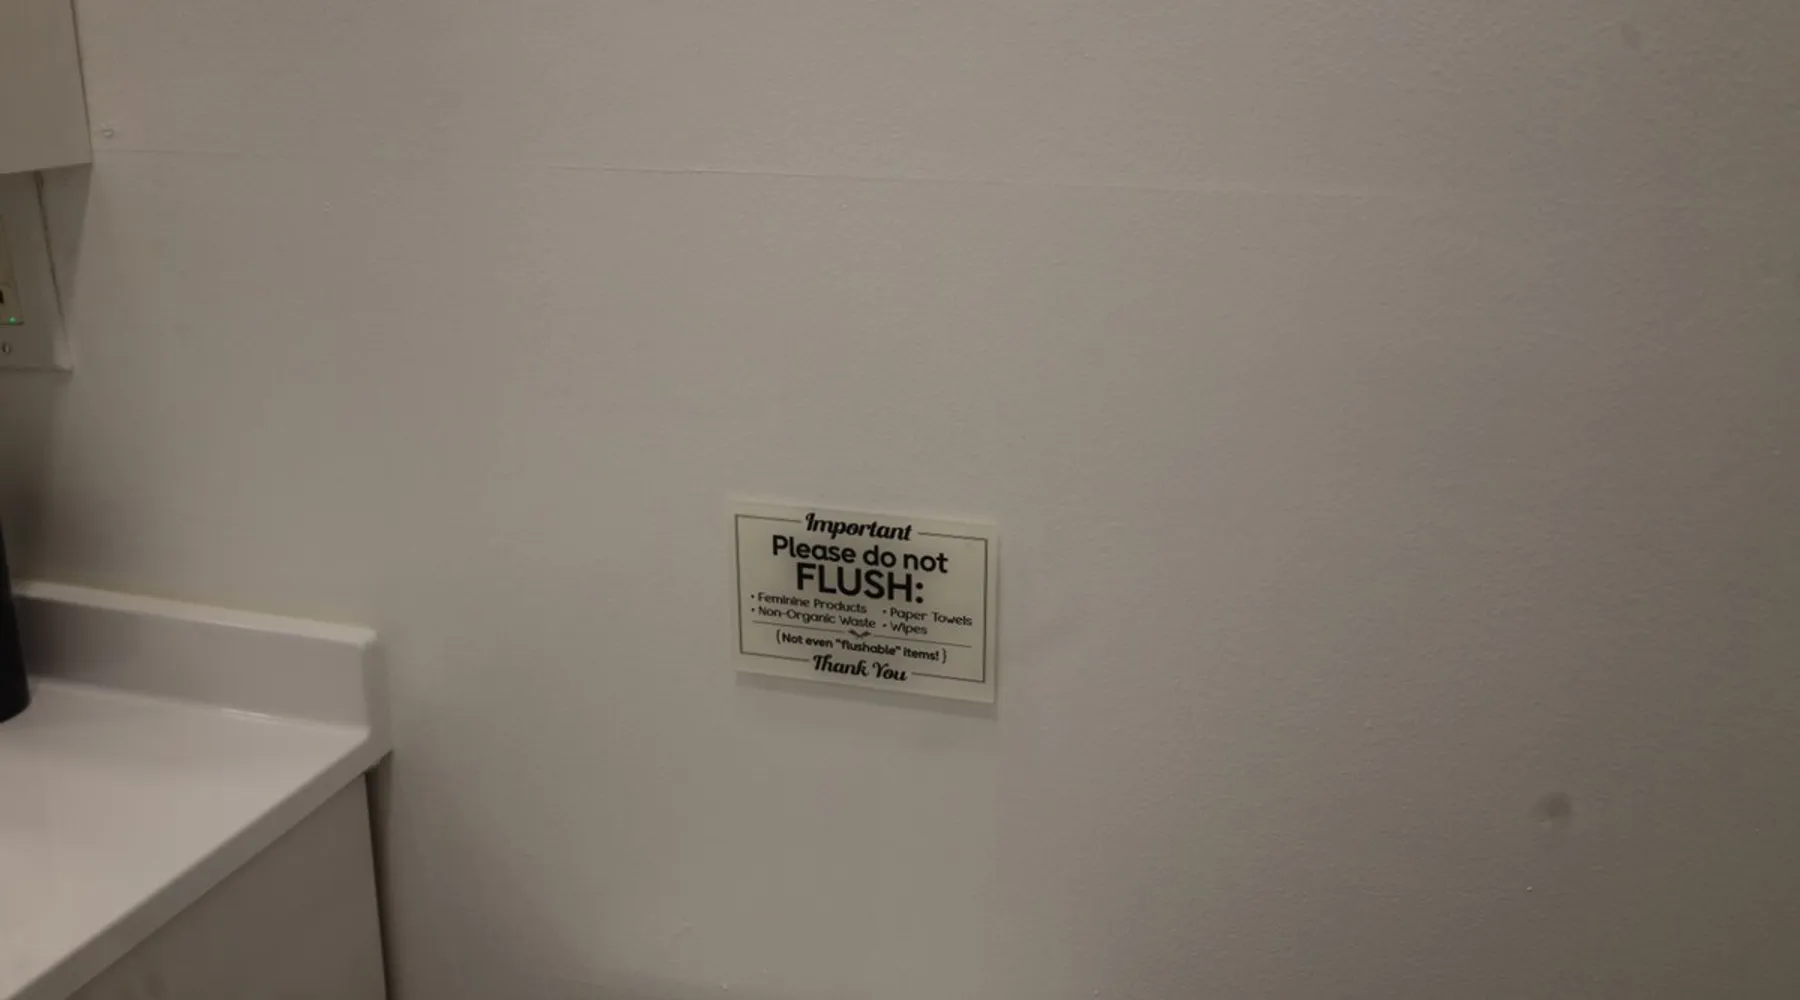 Important
Please do not
FLUSH:
• Feminine Products • Paper Towels
• Non-Organic Waste • Wipes
(Not even "flushable" items!)
Thank You